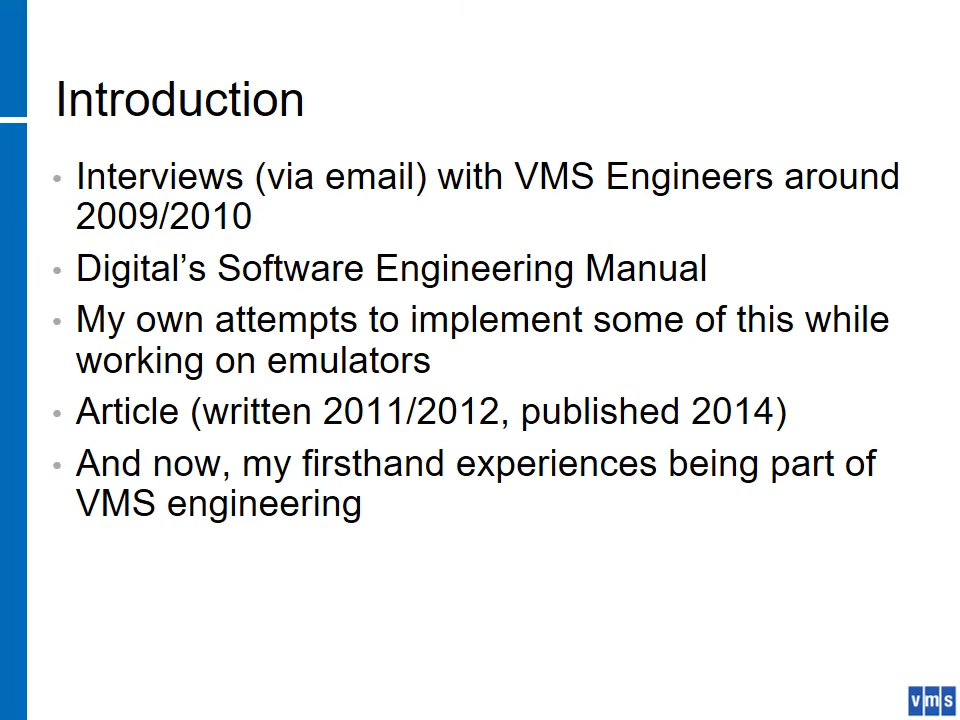 Introduction
• Interviews (via email) with VMS Engineers around
2009/2010
• Digital’s Software Engineering Manual
• My own attempts to implement some of this while
working on emulators
• Article (written 2011/2012, published 2014)
• And now, my firsthand experiences being part of
VMS engineering
vms